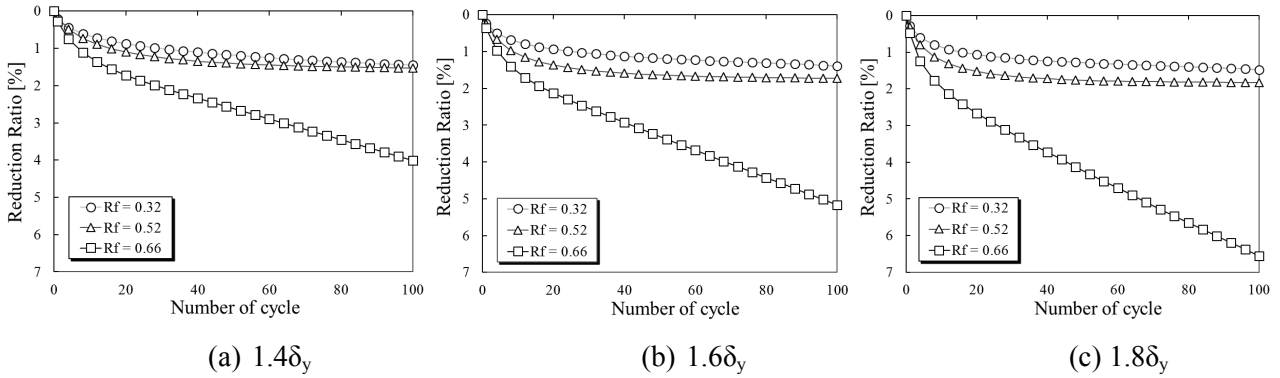 0
1
2
3
4
5
6
7
Reduction Ratio [%]
Rf = 0.32
Rf = 0.52
Rf = 0.66
0 20 40 60 80 100
Number of cycle
(a) 1.4δy
0
1
2
3
4
5
6
7
Reduction Ratio [%]
Rf = 0.32
Rf = 0.52
Rf = 0.66
0 20 40 60 80 100
Number of cycle
(b) 1.6δy
0
1
2
3
4
5
6
7
Reduction Ratio [%]
Rf = 0.32
Rf = 0.52
Rf = 0.66
0 20 40 60 80 100
Number of cycle
(c) 1.8δy